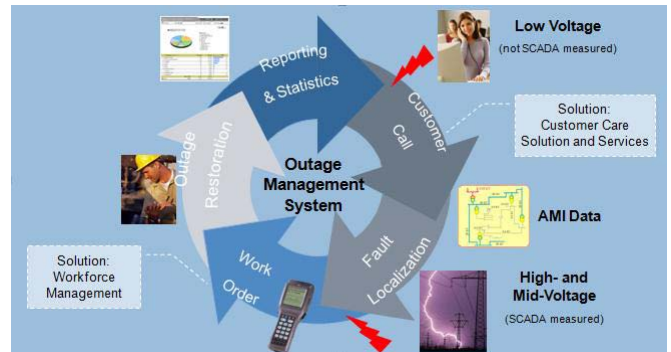 Low Voltage
(not SCADA measured)
Reporting
& Statistics
Customer
Call
Solution:
Customer Care
Solution and Services
Outage
Restoration
Outage
Management
System
AMI Data
Fault
Localization
Work
Order
Solution:
Workforce
Management
High- and
Mid-Voltage
(SCADA measured)